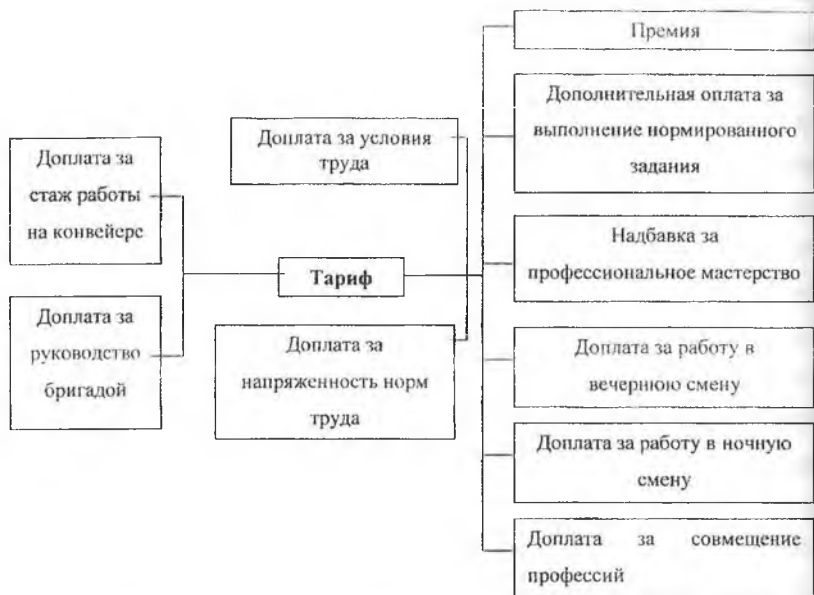 Доплата за
стаж работы
на конвейере
Доплата за
руководство
бригадой
Доплата за условия
труда
Тариф
Доплата за
напряженность норм
труда
Премия
Дополнительная оплата за
выполнение нормированного
задания
Надбавка за
профессиональное мастерство
Доплата за работу в
вечернюю смену
Доплата за работу в ночную
смену
Доплата за совмещение
профессий